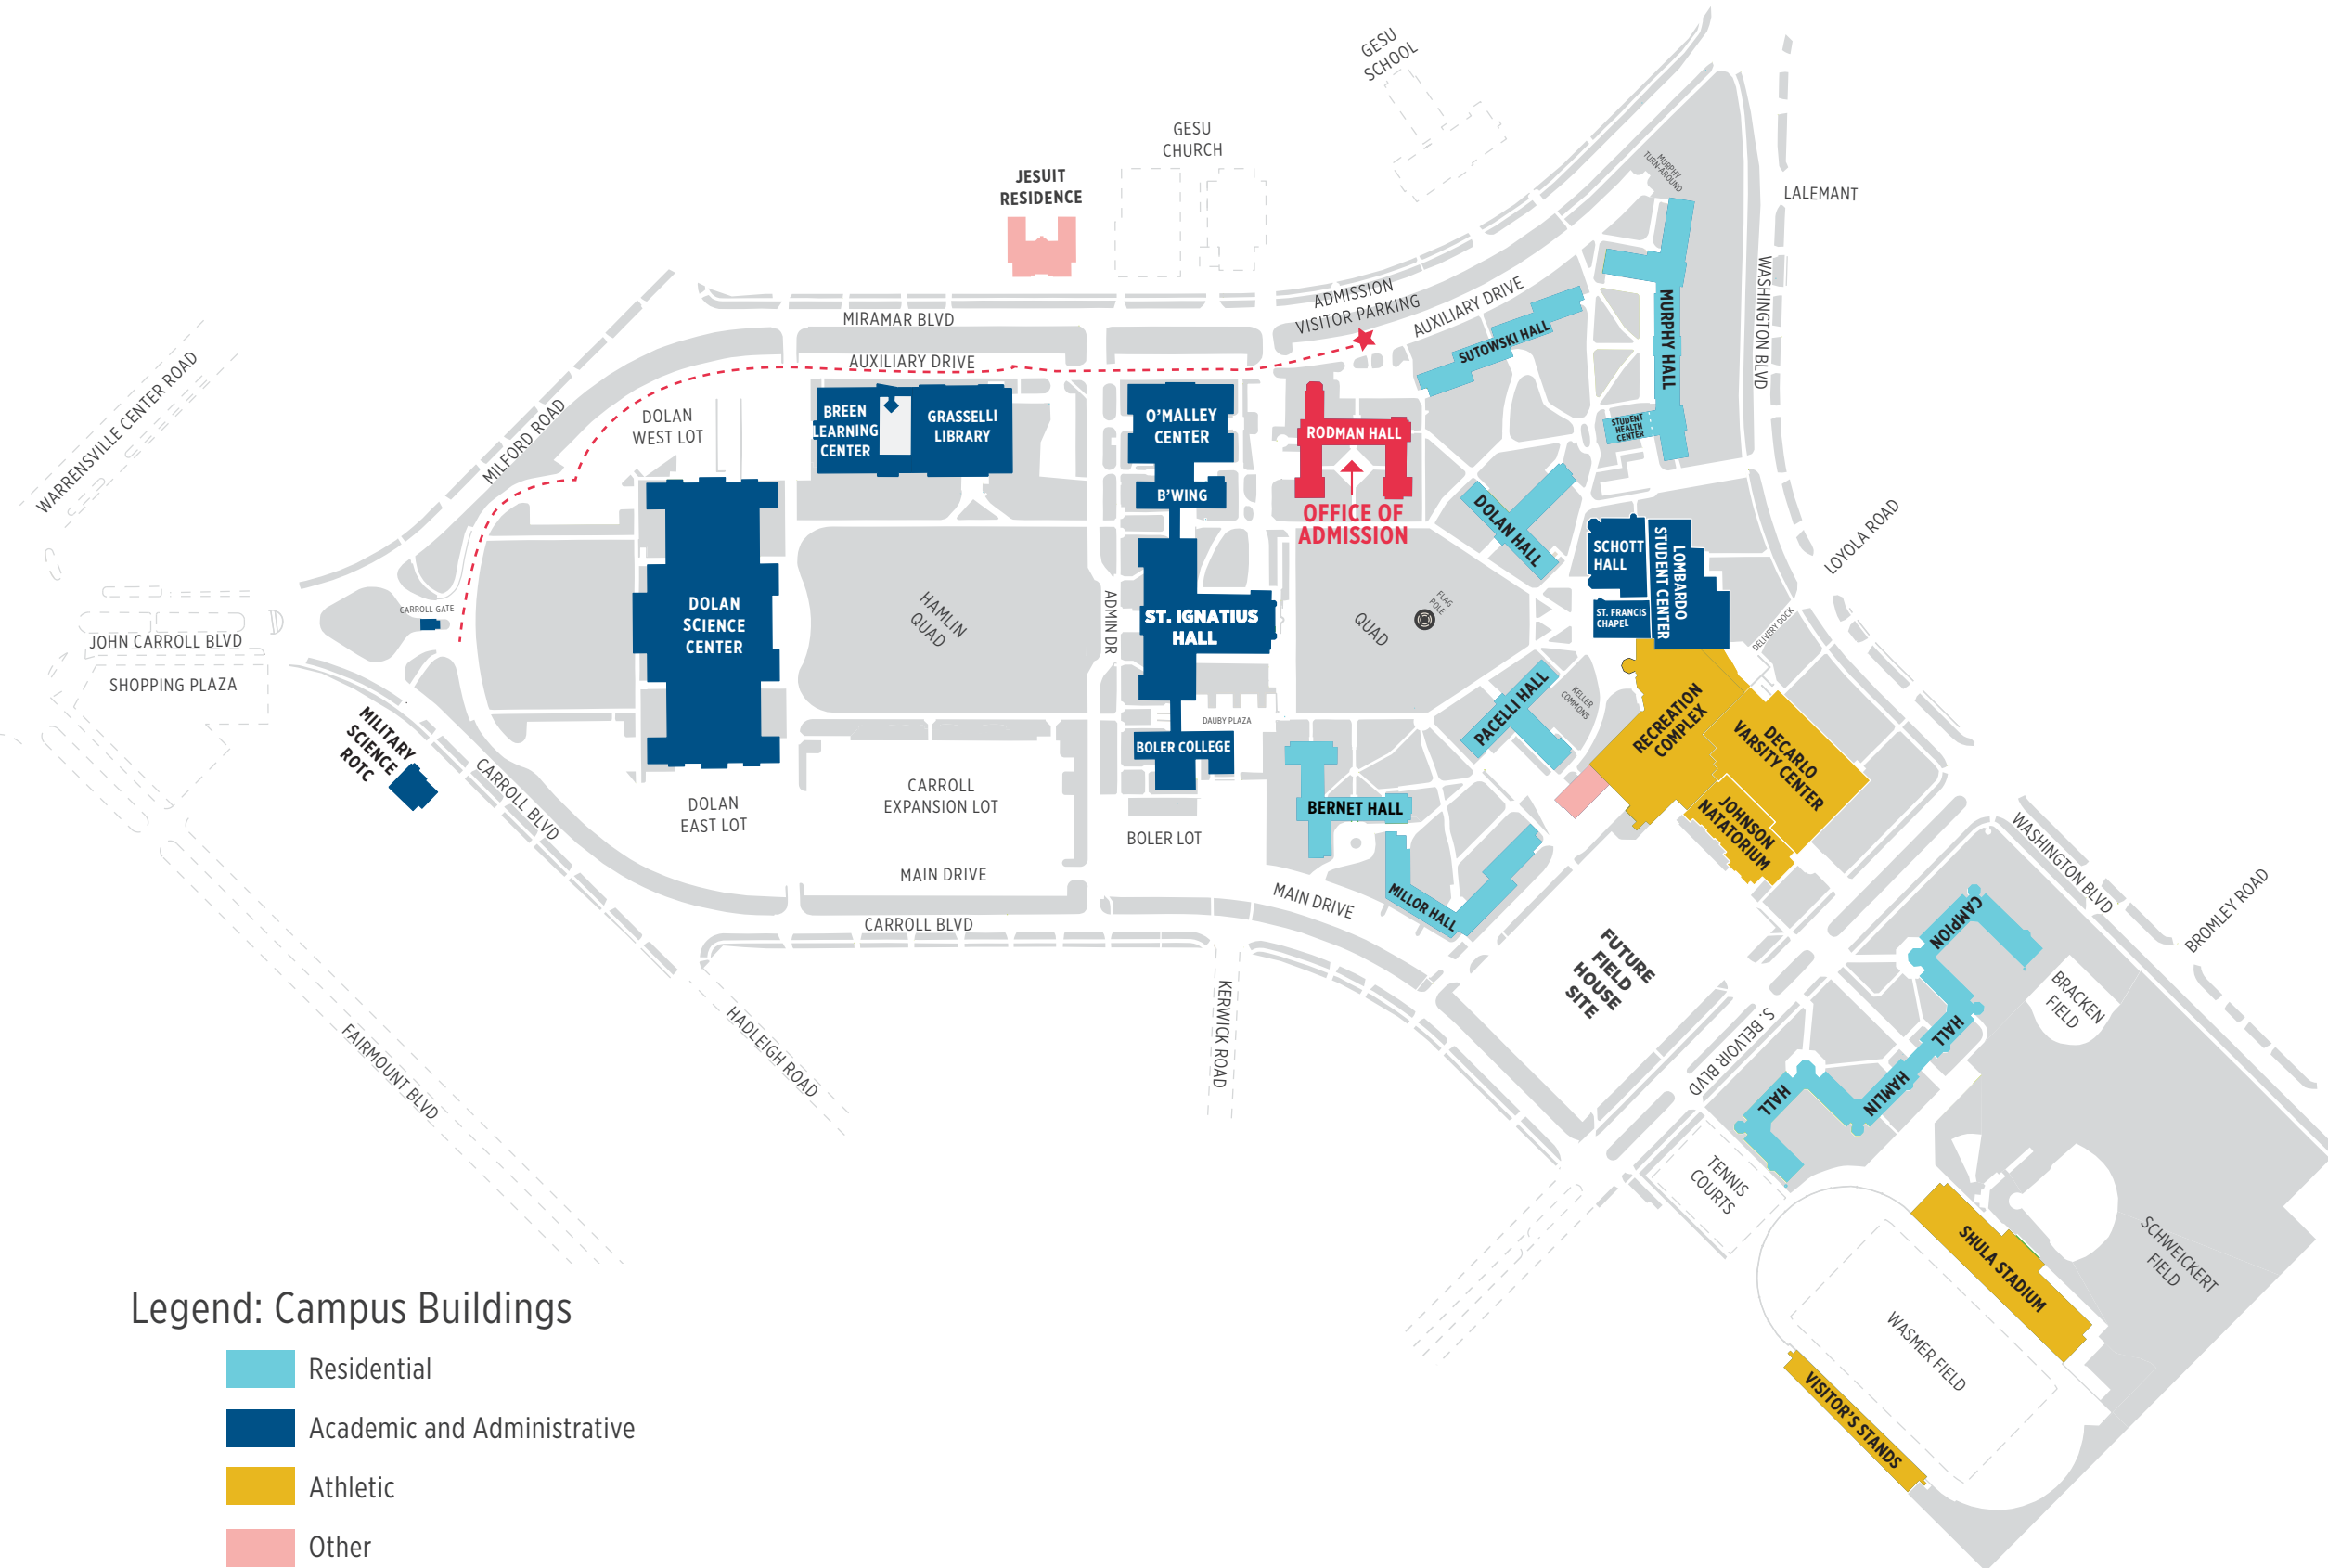 GESU
SCHOOL
GESU
CHURCH
JESUIT
RESIDENCE
MURPHY
TURN-AROUND
LALEMANT
WASHINGTON BLVD
ADMISSION
VISITOR PARKING
AUXILIARY DRIVE
SUTOWSKI HALL
MURPHY HALL
STUDENT
HEALTH
CENTER
MIRAMAR BLVD
AUXILIARY DRIVE
WARRENSVILLE CENTER ROAD
MILFORD ROAD
DOLAN
WEST LOT
BREEN
LEARNING
CENTER
GRASSELLI
LIBRARY
O'MALLEY
CENTER
B'WING
RODMAN HALL
OFFICE OF
ADMISSION
DOLAN HALL
SCHOTT
HALL
LOMBARDO
STUDENT CENTER
ST. FRANCIS
CHAPEL
LOYOLA ROAD
DELIVERY DOCK
CARROLL GATE
JOHN CARROLL BLVD
SHOPPING PLAZA
DOLAN
SCIENCE
CENTER
HAMLIN
QUAD
ADMIN DR
ST. IGNATIUS
HALL
QUAD
FLAG
POLE
PACELLI HALL
KELLER
COMMONS
RECREATION
COMPLEX
DECARLO
VARSITY CENTER
JOHNSON
NATATORIUM
MILITARY
SCIENCE
ROTC
CARROLL BLVD
DAUBY PLAZA
BOLER COLLEGE
DOLAN
EAST LOT
CARROLL
EXPANSION LOT
BOLER LOT
BERNET HALL
MILLOR HALL
MAIN DRIVE
MAIN DRIVE
CARROLL BLVD
FUTURE
FIELD
HOUSE
SITE
WASHINGTON BLVD
BROMLEY ROAD
CAMPION
HALL
BRACKEN
FIELD
S. BELVOIR BLVD
HAMLIN
HALL
KERWICK ROAD
HADLEIGH ROAD
FAIRMOUNT BLVD
TENNIS
COURTS
SHULA STADIUM
SCHWEICKERT
FIELD
WASMER FIELD
VISITOR'S STANDS
Legend: Campus Buildings
Residential
Academic and Administrative
Athletic
Other